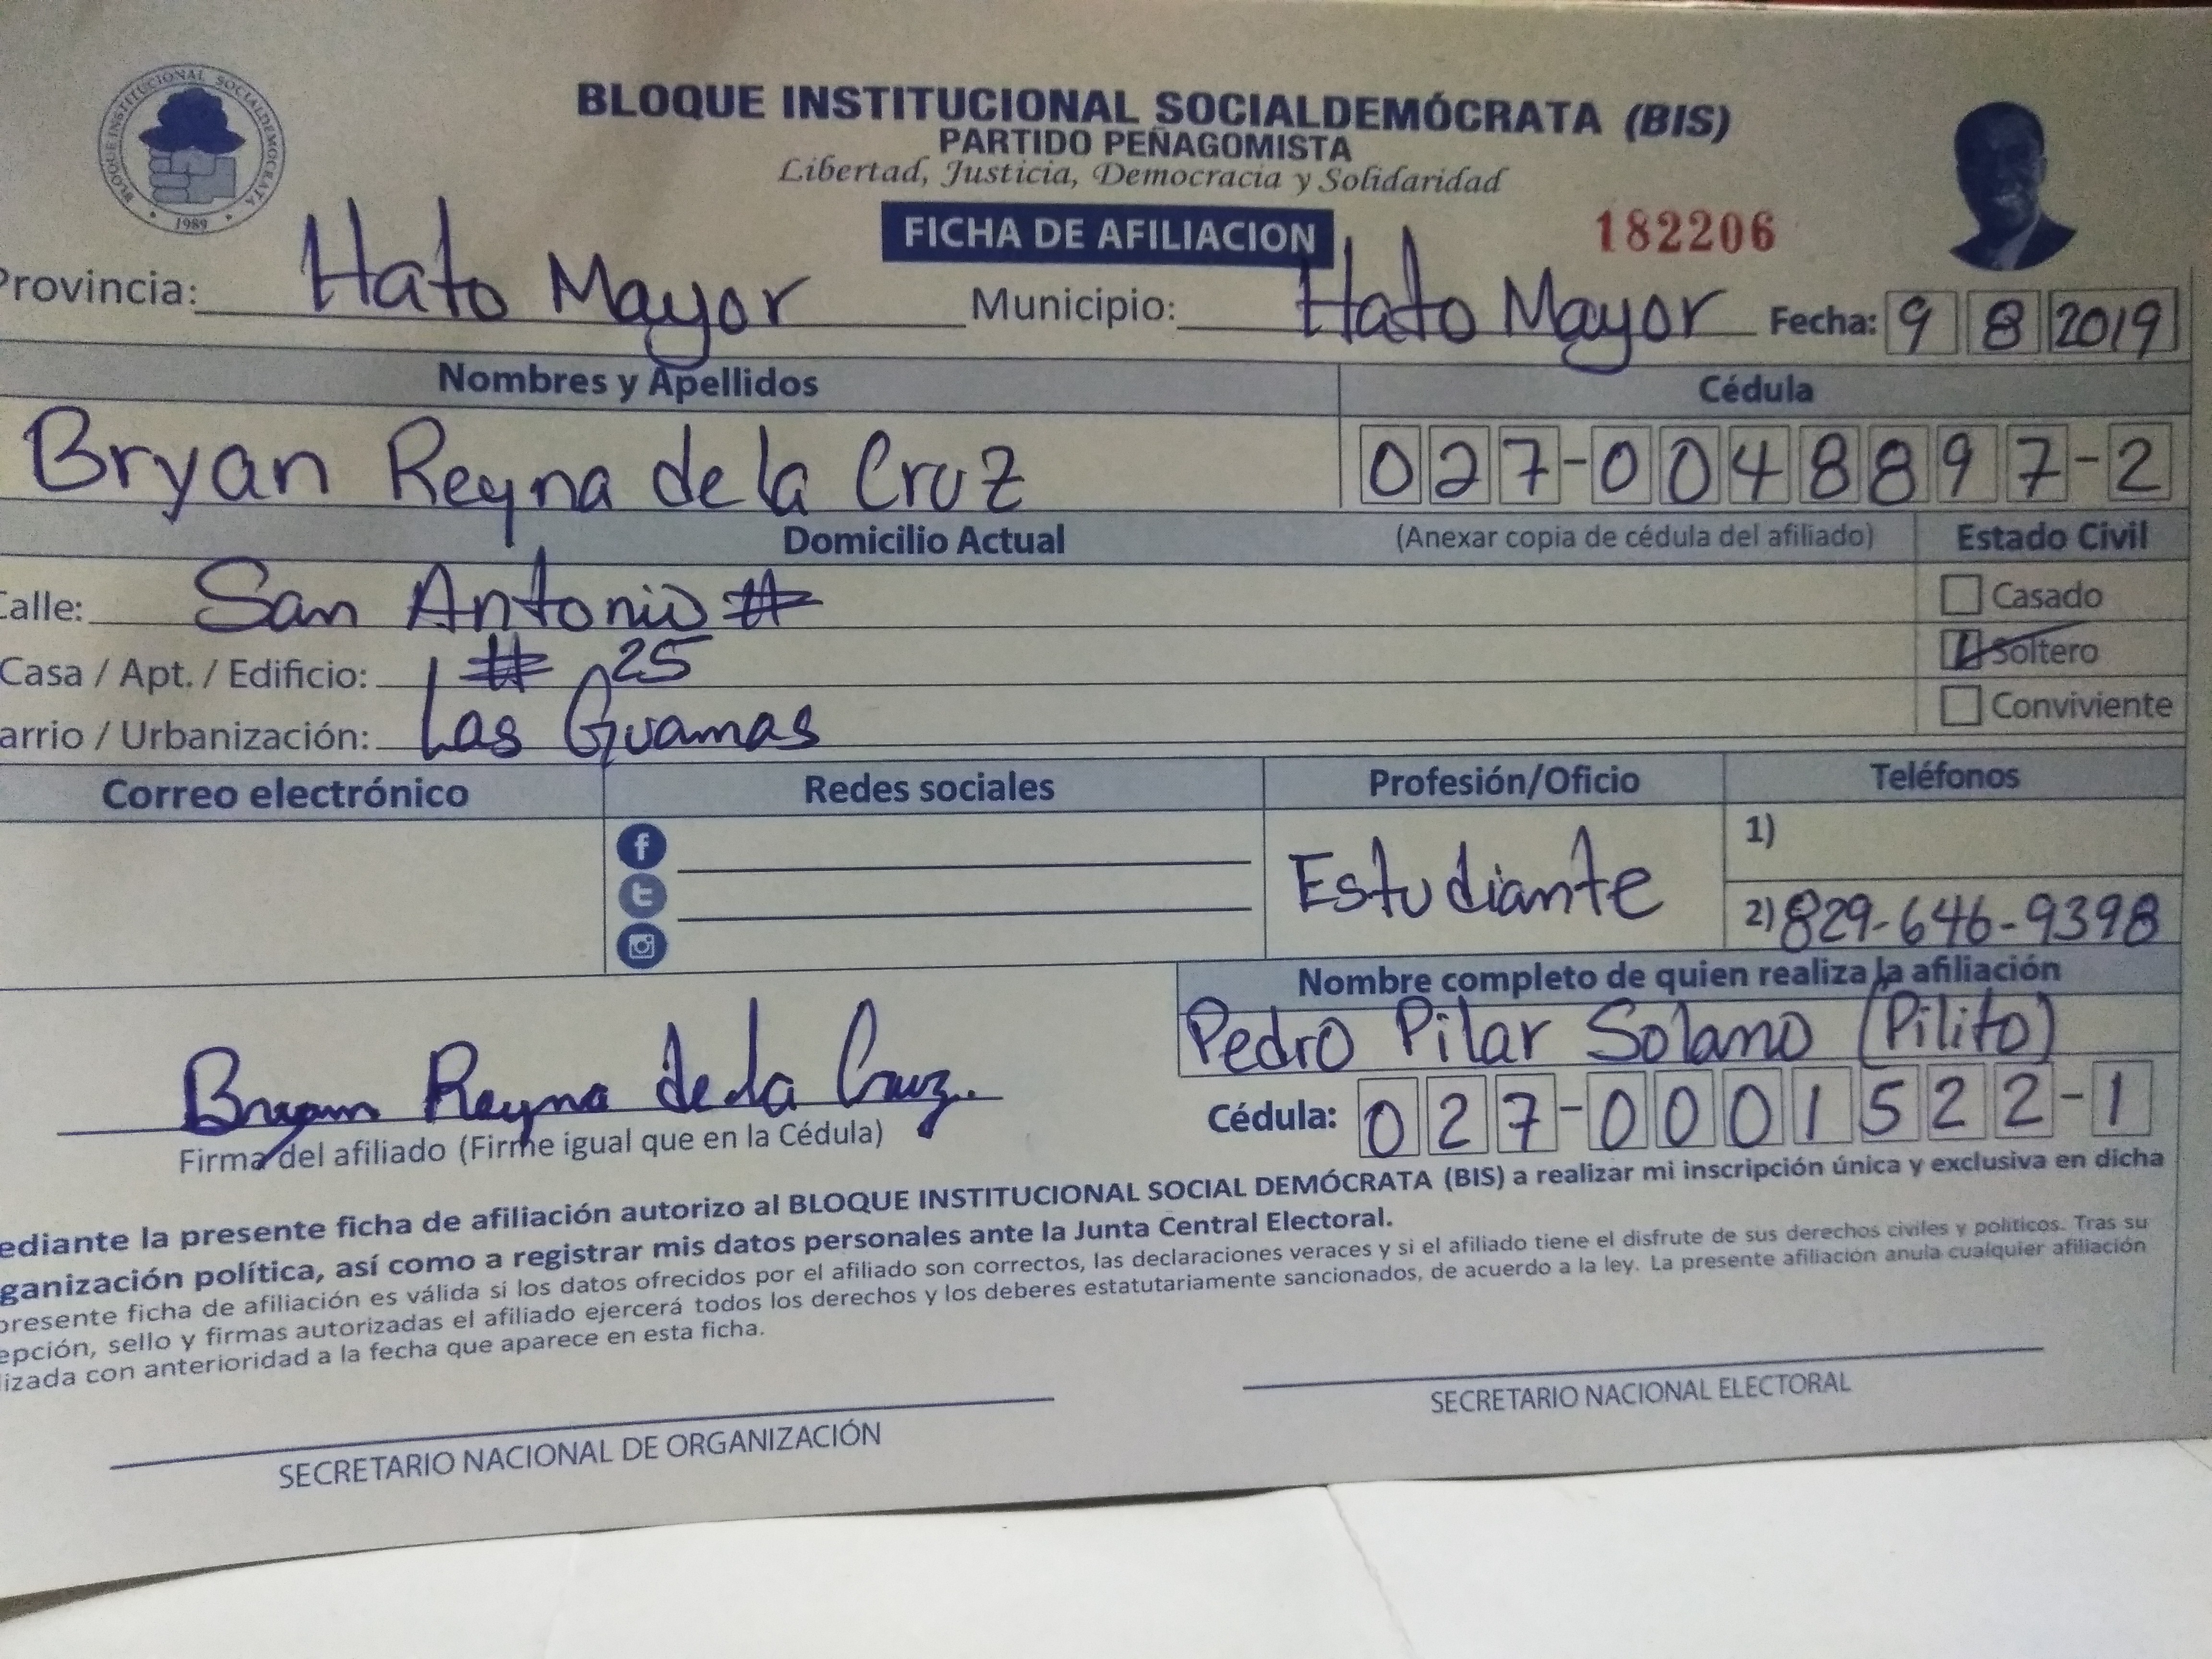 BLOQUE INSTITUCIONAL SOCIALDEMOCRATA
1989
BLOQUE INSTITUCIONAL SOCIALDEMÓCRATA (BIS)
PARTIDO PEÑAGOMISTA
Libertad, Justicia, Democracia y Solidaridad
FICHA DE AFILIACION 182206
Provincia: Hato Mayor Municipio: Hato Mayor Fecha: 9 8 2019
Nombres y Apellidos Cédula
Bryan Reyna de la Cruz 027-0048897-2
Domicilio Actual (Anexar copia de cédula del afiliado) Estado Civil
Calle: San Antonio #
Casado
Casa / Apt. / Edificio: # 25
Soltero
arrio / Urbanización: Las Guamas
Conviviente
Correo electrónico Redes sociales Profesión/Oficio Teléfonos
1)
Estudiante
2) 829-646-9398
Nombre completo de quien realiza la afiliación
Pedro Pilar Solano (Pilito)
Bryan Reyna de la Cruz.
Firma del afiliado (Firme igual que en la Cédula)
Cédula: 027-0001522-1
ediante la presente ficha de afiliación autorizo al BLOQUE INSTITUCIONAL SOCIAL DEMÓCRATA (BIS) a realizar mi inscripción única y exclusiva en dicha
ganización política, así como a registrar mis datos personales ante la Junta Central Electoral.
presente ficha de afiliación es válida si los datos ofrecidos por el afiliado son correctos, las declaraciones veraces y si el afiliado tiene el disfrute de sus derechos civiles y politicos. Tras su
epción, sello y firmas autorizadas el afiliado ejercerá todos los derechos y los deberes estatutariamente sancionados, de acuerdo a la ley. La presente afiliación anula cualquier afiliación
lizada con anterioridad a la fecha que aparece en esta ficha.
SECRETARIO NACIONAL DE ORGANIZACIÓN
SECRETARIO NACIONAL ELECTORAL